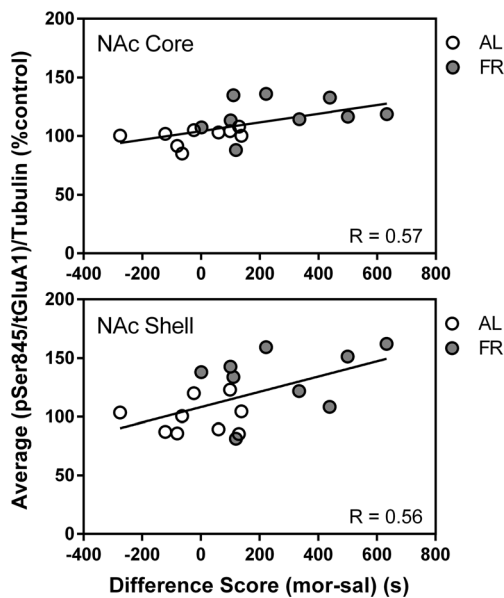 Average (pSer845/tGluA1)/Tubulin (%control)
NAc Core
AL
FR
200
150
100
50
0
R = 0.57
-400 -200 0 200 400 600 800
NAc Shell
AL
FR
200
150
100
50
0
R = 0.56
-400 -200 0 200 400 600 800
Difference Score (mor-sal) (s)